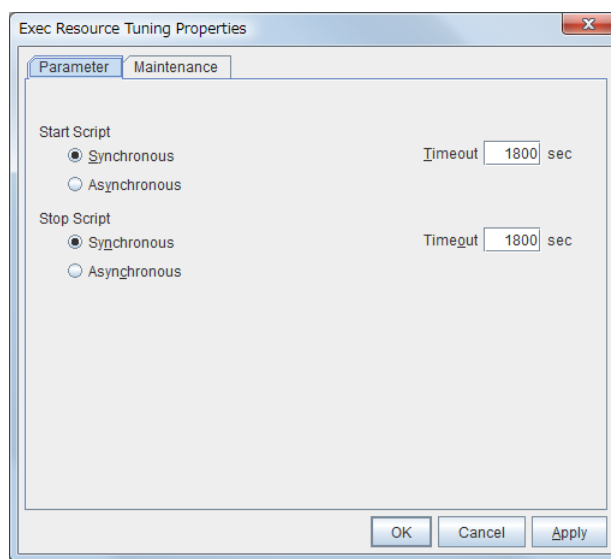 Exec Resource Tuning Properties
Parameter Maintenance
Start Script
Synchronous Timeout 1800 sec
Asynchronous
Stop Script
Synchronous Timeout 1800 sec
Asynchronous
OK Cancel Apply